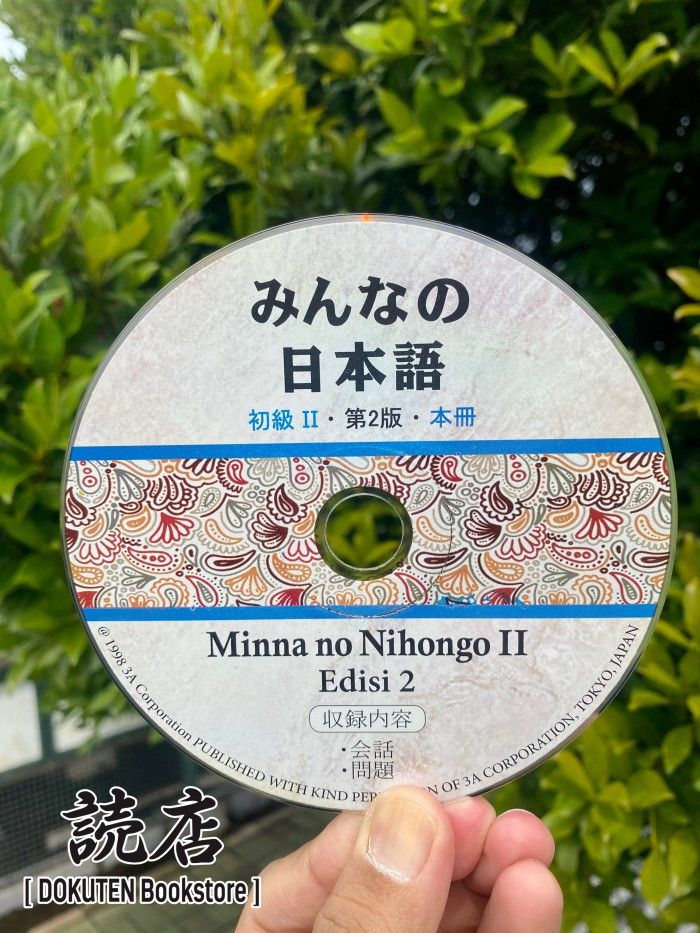 みんなの
日本語
初級 II・第2版・本冊
Minna no Nihongo II
Edisi 2
収録内容
・会話
・問題
@ 1998 3A Corporation PUBLISHED WITH KIND PER OF 3A CORPORATION, TOKYO, JAPAN
読店
[ DOKUTEN Bookstore ]